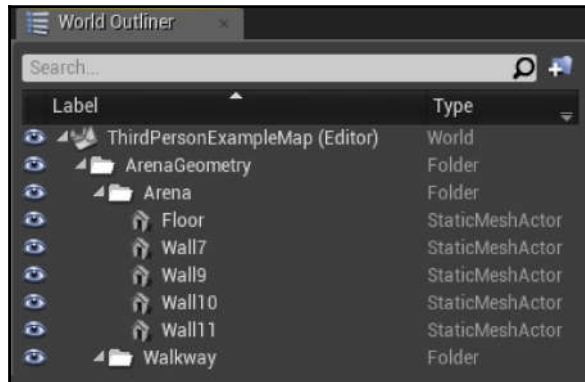 World Outliner
Search...
Label Type
ThirdPersonExampleMap (Editor) World
ArenaGeometry Folder
Arena Folder
Floor StaticMeshActor
Wall7 StaticMeshActor
Wall9 StaticMeshActor
Wall10 StaticMeshActor
Wall11 StaticMeshActor
Walkway Folder